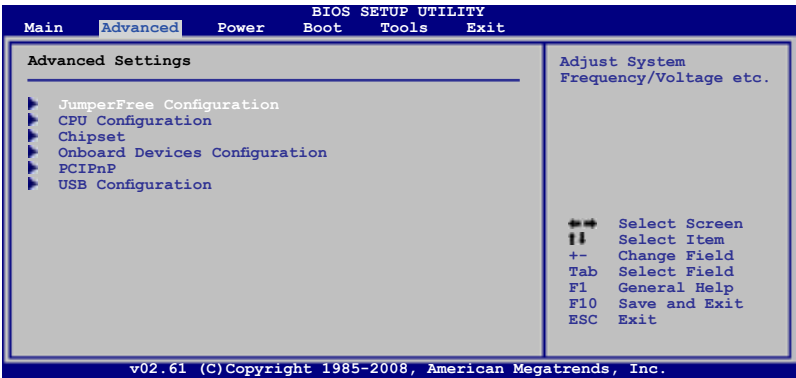 BIOS SETUP UTILITY
Main Advanced Power Boot Tools Exit
Advanced Settings
JumperFree Configuration
CPU Configuration
Chipset
Onboard Devices Configuration
PCIPnP
USB Configuration
Adjust System
Frequency/Voltage etc.
Select Screen
Select Item
+- Change Field
Tab Select Field
F1 General Help
F10 Save and Exit
ESC Exit
v02.61 (C)Copyright 1985-2008, American Megatrends, Inc.